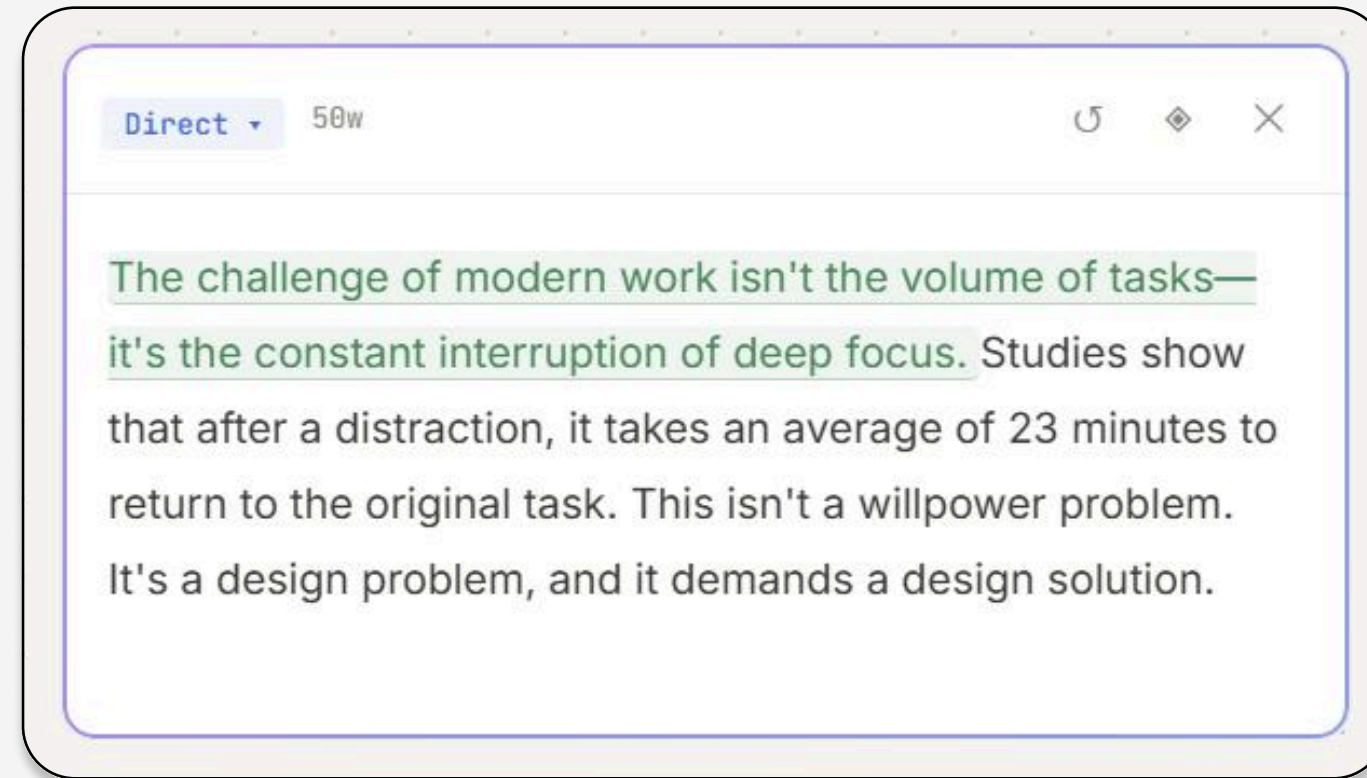 Direct ▾ 50w
The challenge of modern work isn't the volume of tasks—
it's the constant interruption of deep focus. Studies show
that after a distraction, it takes an average of 23 minutes to
return to the original task. This isn't a willpower problem.
It's a design problem, and it demands a design solution.